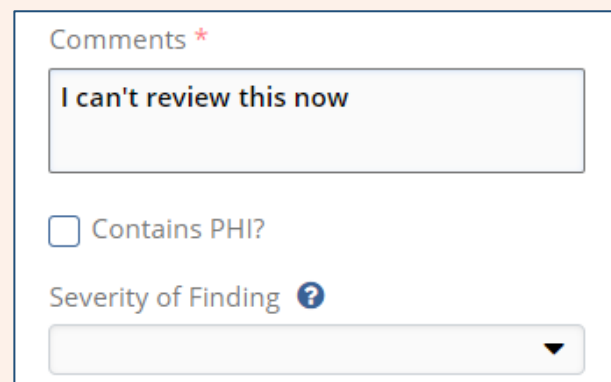 Comments *
I can't review this now
Contains PHI?
Severity of Finding ?